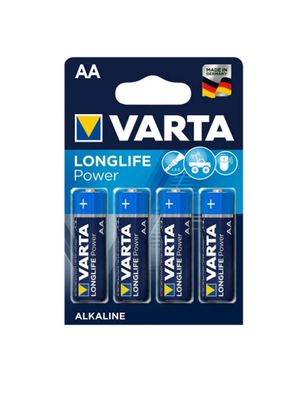 AA
MADE IN
GERMANY
VARTA
LONGLIFE
Power
+ + + +
AA AA AA AA
LONGLIFE Power LONGLIFE Power LONGLIFE Power LONGLIFE Power
VARTA VARTA VARTA VARTA
ALKALINE